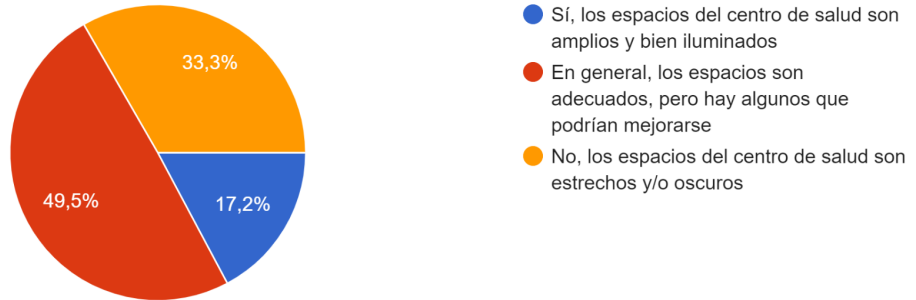 33,3%
49,5%
17,2%
Sí, los espacios del centro de salud son
amplios y bien iluminados
En general, los espacios son
adecuados, pero hay algunos que
podrían mejorarse
No, los espacios del centro de salud son
estrechos y/o oscuros